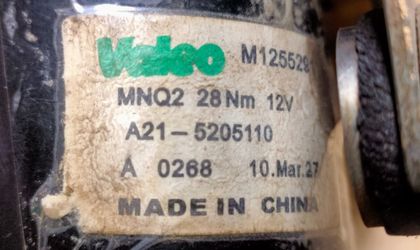 Valeo M125529
MNQ2 28Nm 12V
A21-5205110
A 0268 10.Mar.27
MADE IN CHINA